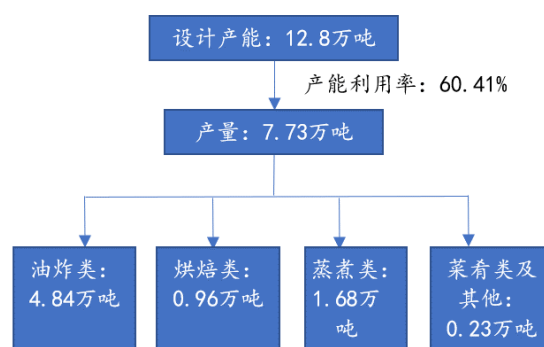 设计产能：12.8万吨
产能利用率：60.41%
产量：7.73万吨
油炸类：
4.84万吨
烘焙类：
0.96万吨
蒸煮类：
1.68万
吨
菜肴类及
其他：
0.23万吨